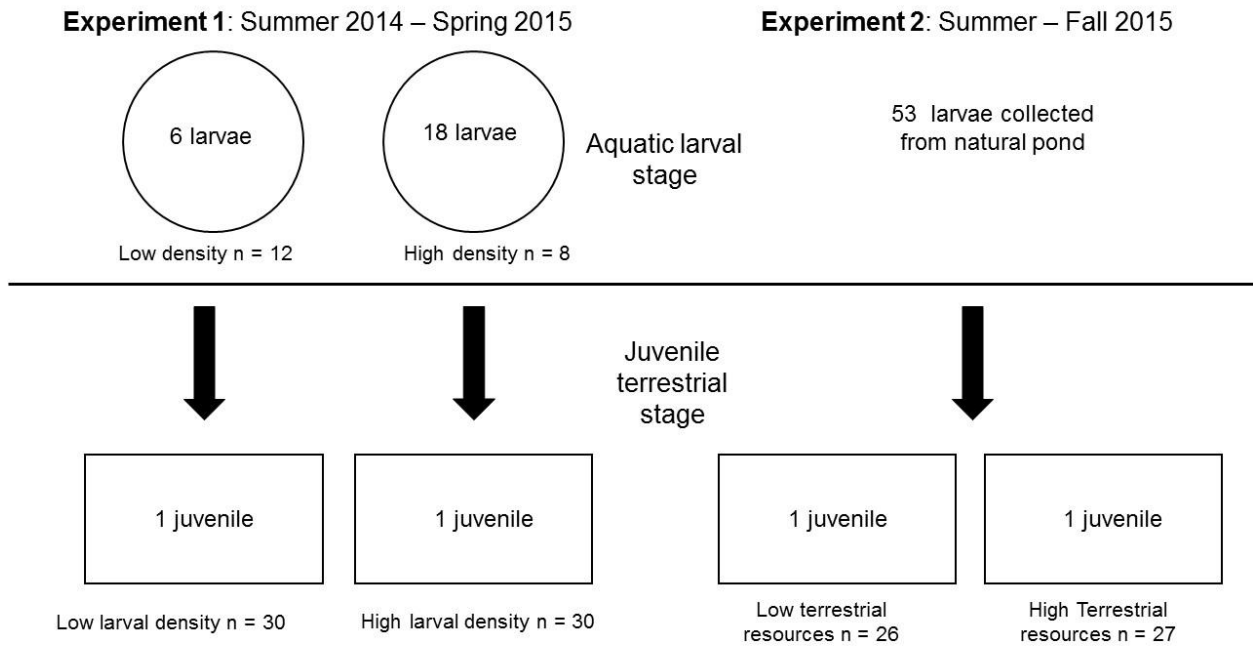 Experiment 1: Summer 2014 – Spring 2015
Experiment 2: Summer – Fall 2015
6 larvae
18 larvae
Aquatic larval
stage
53 larvae collected
from natural pond
Low density n = 12
High density n = 8
Juvenile
terrestrial
stage
1 juvenile
1 juvenile
1 juvenile
1 juvenile
Low larval density n = 30
High larval density n = 30
Low terrestrial
resources n = 26
High Terrestrial
resources n = 27